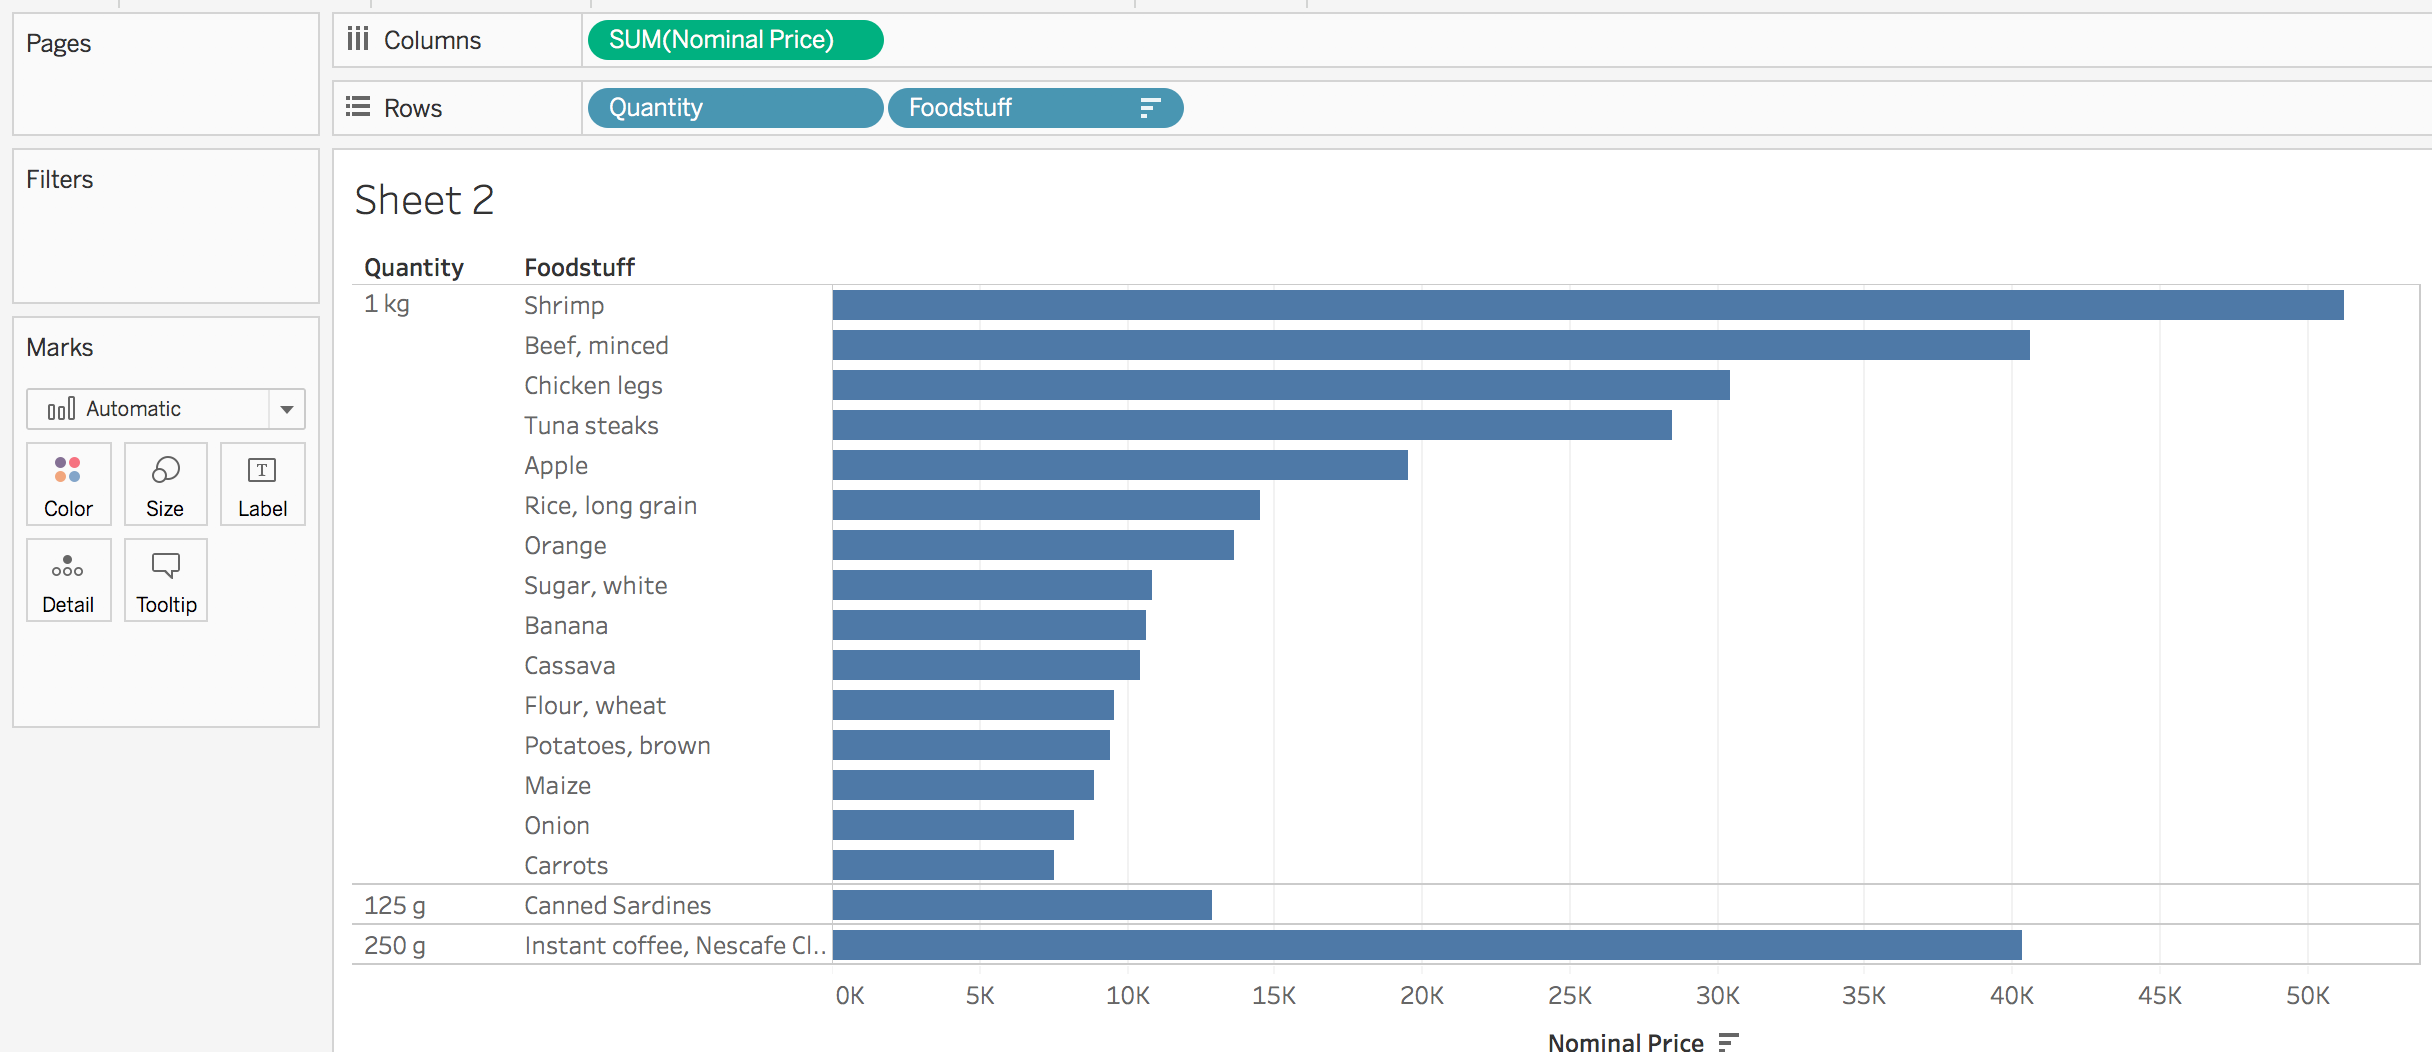 Pages
Columns
SUM(Nominal Price)
Rows
Quantity
Foodstuff
Filters
Marks
Automatic
Color
Size
T
Label
Detail
Tooltip
Sheet 2
Quantity Foodstuff
1 kg Shrimp
Beef, minced
Chicken legs
Tuna steaks
Apple
Rice, long grain
Orange
Sugar, white
Banana
Cassava
Flour, wheat
Potatoes, brown
Maize
Onion
Carrots
125 g Canned Sardines
250 g Instant coffee, Nescafe Cl..
0K 5K 10K 15K 20K 25K 30K 35K 40K 45K 50K
Nominal Price